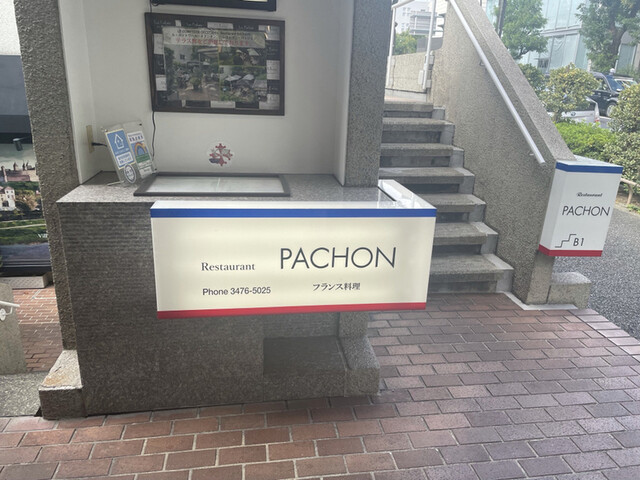 Restaurant PACHON
Phone 3476-5025 フランス料理
Restaurant
PACHON
B1